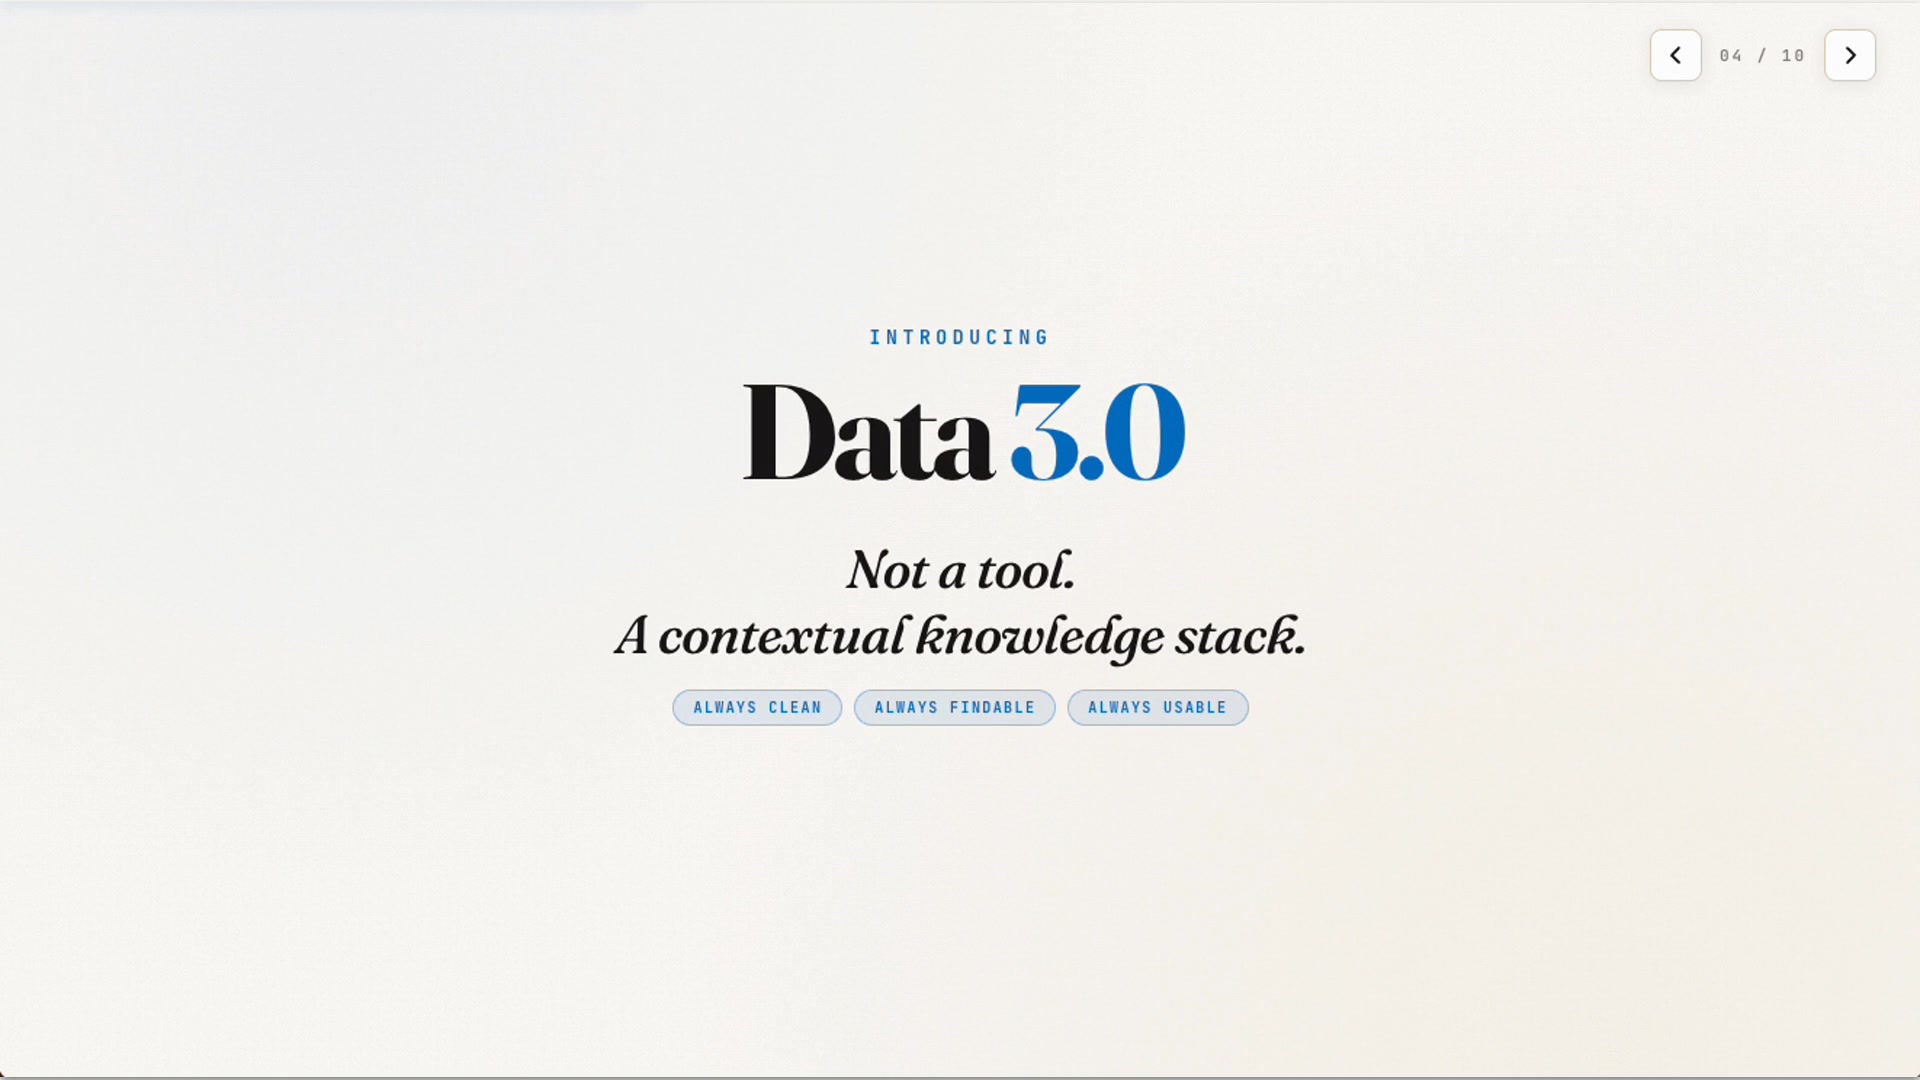 04 / 10
INTRODUCING
Data 3.0
Not a tool.
A contextual knowledge stack.
ALWAYS CLEAN
ALWAYS FINDABLE
ALWAYS USABLE